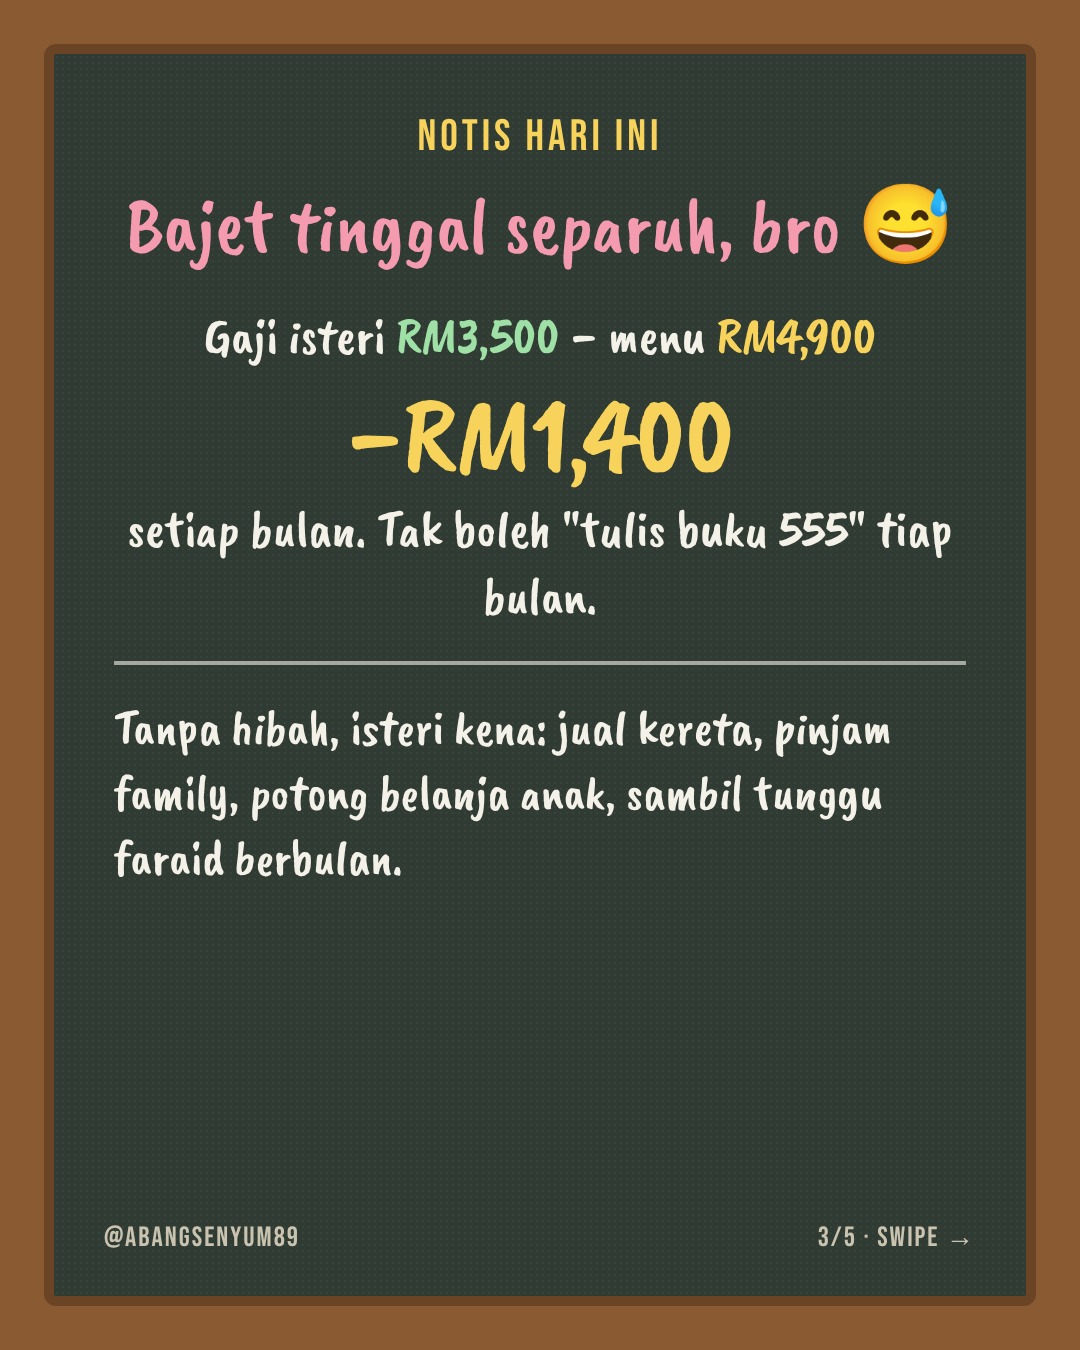 NOTIS HARI INI
Bajet tinggal separuh, bro 😅
Gaji isteri RM3,500 – menu RM4,900
–RM1,400
setiap bulan. Tak boleh "tulis buku 555" tiap
bulan.
Tanpa hibah, isteri kena: jual kereta, pinjam
family, potong belanja anak, sambil tunggu
faraid berbulan.
@ABANGSENYUM89
3/5 · SWIPE →